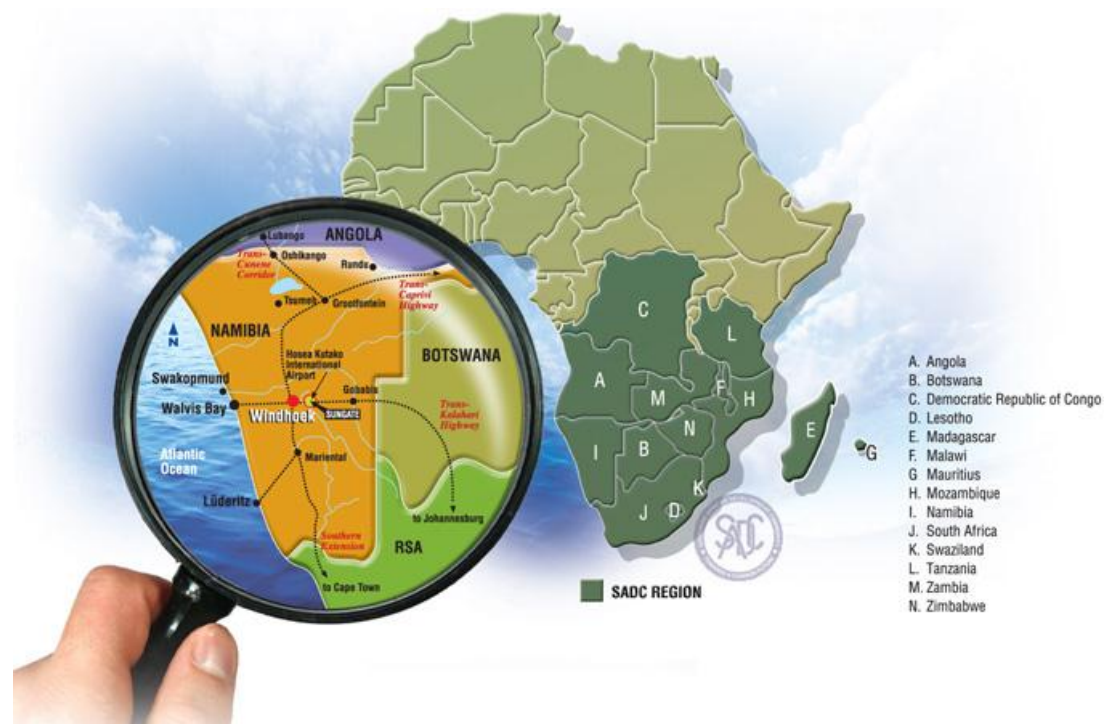 Lubango
ANGOLA
Trans-
Cunene
Corridor
Oshikango
Rundu
Trans-
Caprivi
Highway
Tsumeb
Grootfontein
NAMIBIA
N
BOTSWANA
Hosea Kutako
International
Airport
Swakopmund
Walvis Bay
Windhoek
SUNGATE
Gobabis
Trans-
Kalahari
Highway
Atlantic
Ocean
Mariental
Lüderitz
to Johannesburg
Southern
Extension
RSA
to Cape Town
C
L
A
F
M
H
N
I
B
E
G
K
J
D
SADC
SADC REGION
A. Angola
B. Botswana
C. Democratic Republic of Congo
D. Lesotho
E. Madagascar
F. Malawi
G Mauritius
H. Mozambique
I. Namibia
J. South Africa
K. Swaziland
L. Tanzania
M. Zambia
N. Zimbabwe